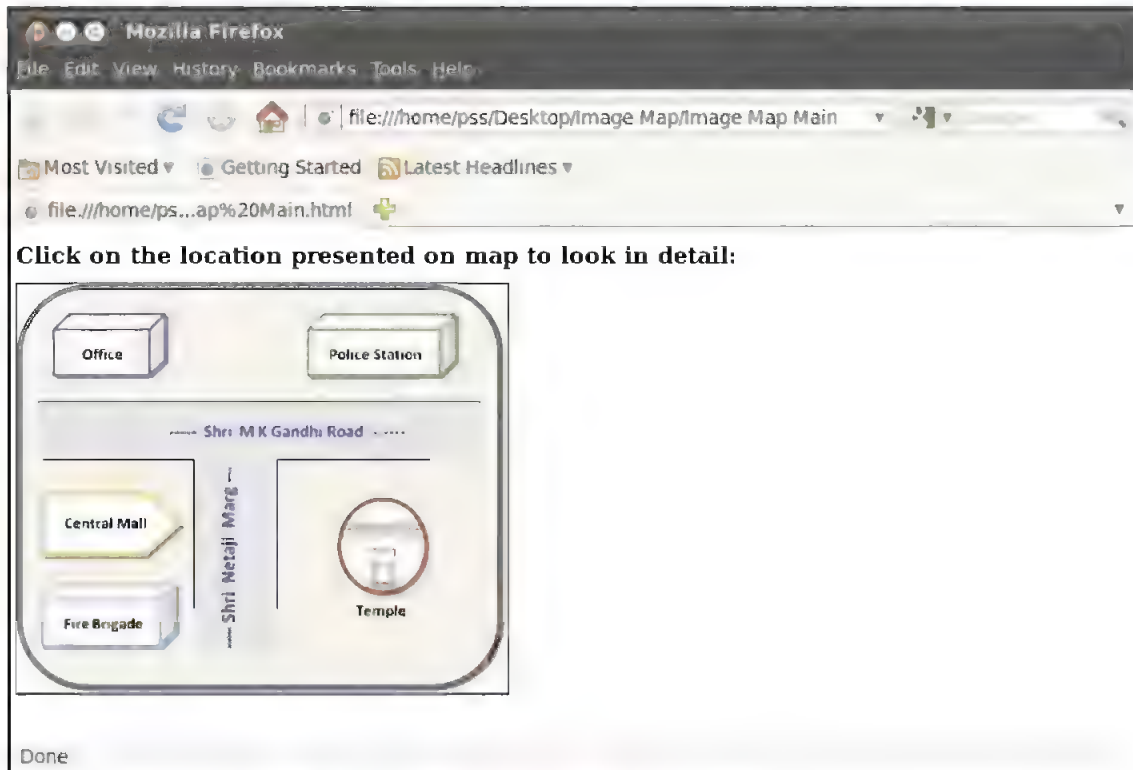 Mozilla Firefox
File Edit View History Bookmarks Tools Help
file:///home/pss/Desktop/Image Map/Image Map Main
Most Visited Getting Started Latest Headlines
file:///home/ps...ap%20Main.html
Click on the location presented on map to look in detail:
Office
Police Station
----- Shri M K Gandhi Road -----
---- Shri Netaji Marg --
Central Mall
Fire Brigade
Temple
Done